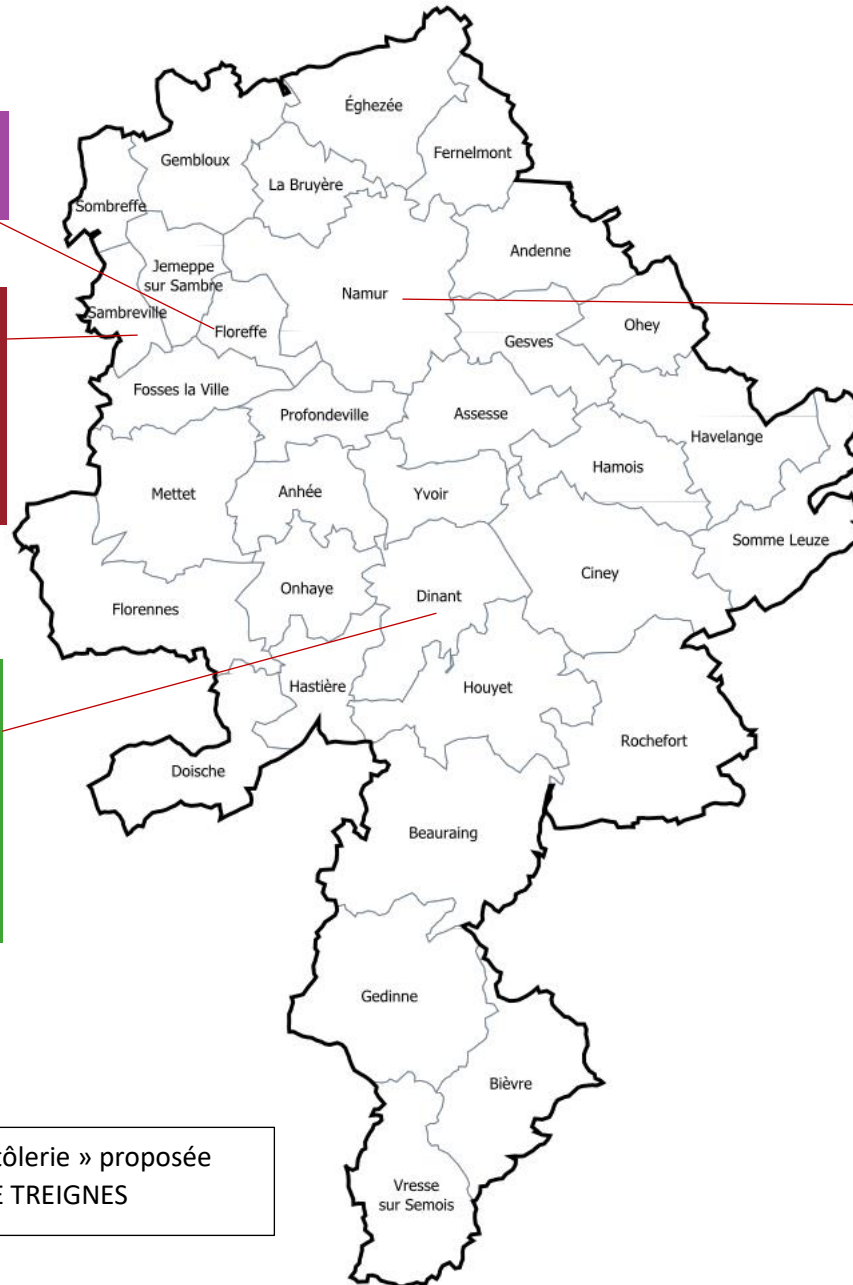 Éghezée
Fernelmont
Gembloux
La Bruyère
Sombreffe
Andenne
Jemeppe
sur Sambre
Namur
Sambreville
Floreffe
Ohey
Gesves
Fosses la Ville
Profondeville
Assesse
Havelange
Hamois
Mettet
Anhée
Yvoir
Somme Leuze
Ciney
Onhaye
Dinant
Florennes
Hastière
Houyet
Rochefort
Doische
Beauraing
Gedinne
Bièvre
Vresse
sur Semois
ôlerie » proposée
E TREIGNES